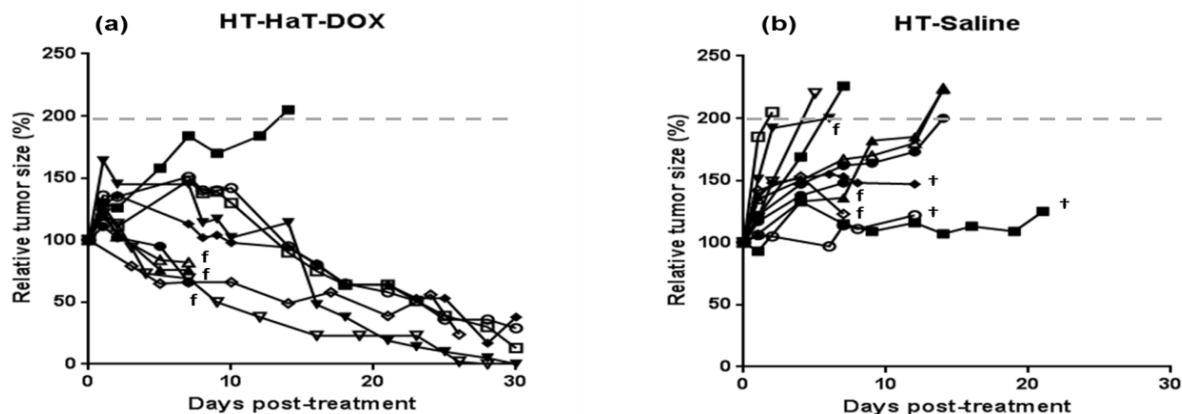 (a) HT-HaT-DOX
250
200
150
100
50
0
Relative tumor size (%)
f
f
f
0 10 20 30
Days post-treatment
(b) HT-Saline
250
200
150
100
50
0
Relative tumor size (%)
f
†
f
f
†
†
0 10 20 30
Days post-treatment